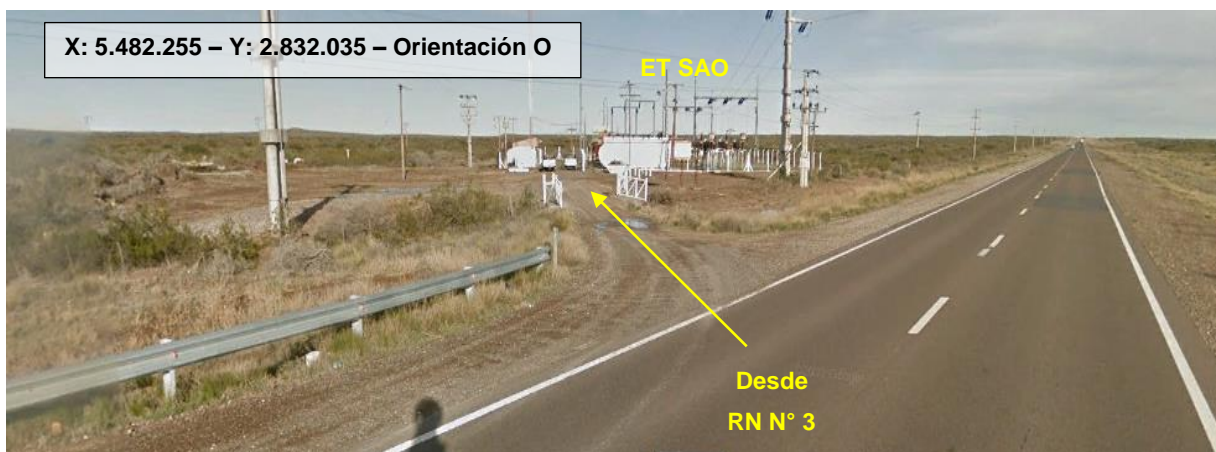 X: 5.482.255 – Y: 2.832.035 – Orientación O
ET SAO
Desde
RN N° 3